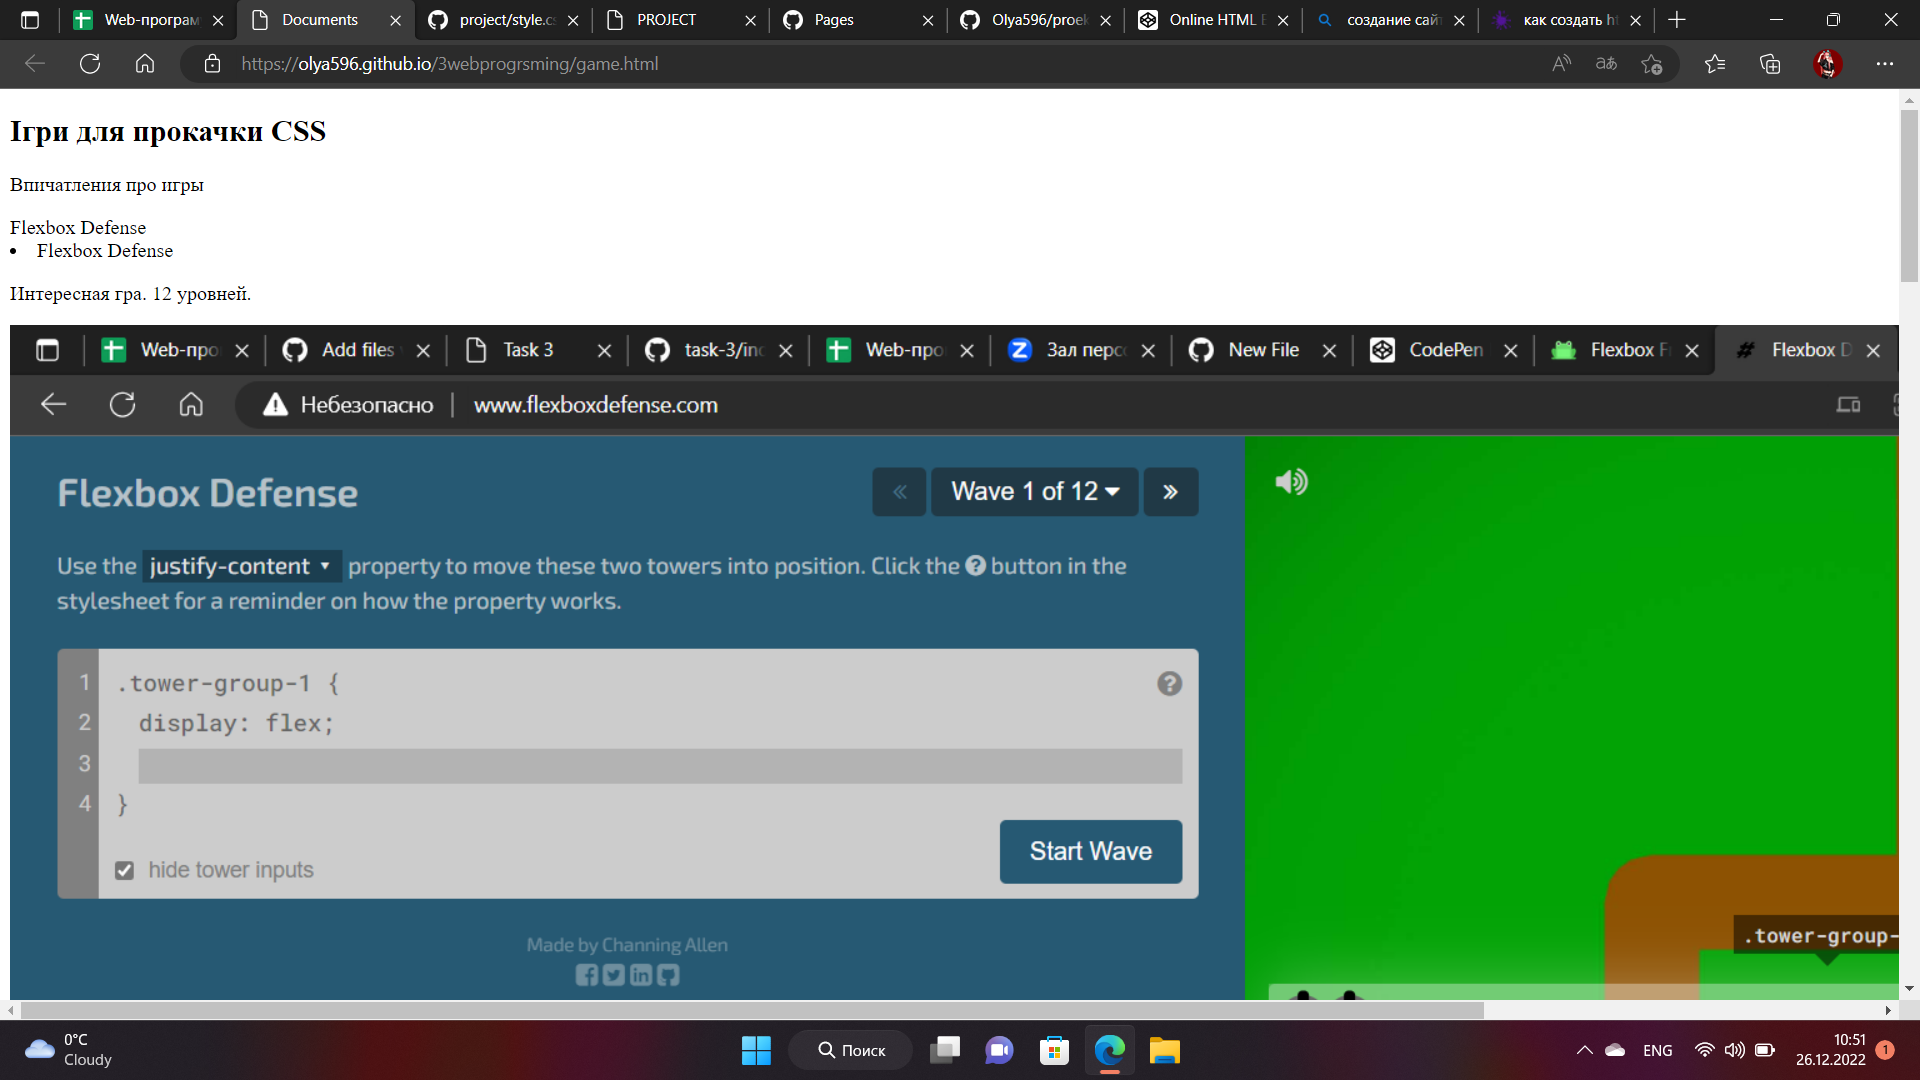 Web-програм
Documents
project/style.cs
PROJECT
Pages
Olya596/proek
Online HTML E
создание сайт
как создать ht
https://olya596.github.io/3webprogrsming/game.html
Ігри для прокачки CSS
Впичатления про игры
Flexbox Defense
Flexbox Defense
Интересная гра. 12 уровней.
Web-про
Add files
Task 3
task-3/inc
Web-про
Зал перс
New File
CodePen
Flexbox F
Flexbox D
Небезопасно
www.flexboxdefense.com
Flexbox Defense
Wave 1 of 12
Use the justify-content property to move these two towers into position. Click the ? button in the
stylesheet for a reminder on how the property works.
1 .tower-group-1 {
2 display: flex;
3
4 }
hide tower inputs
Start Wave
Made by Channing Allen
.tower-group-
0°C
Cloudy
Поиск
ENG
10:51
26.12.2022
1